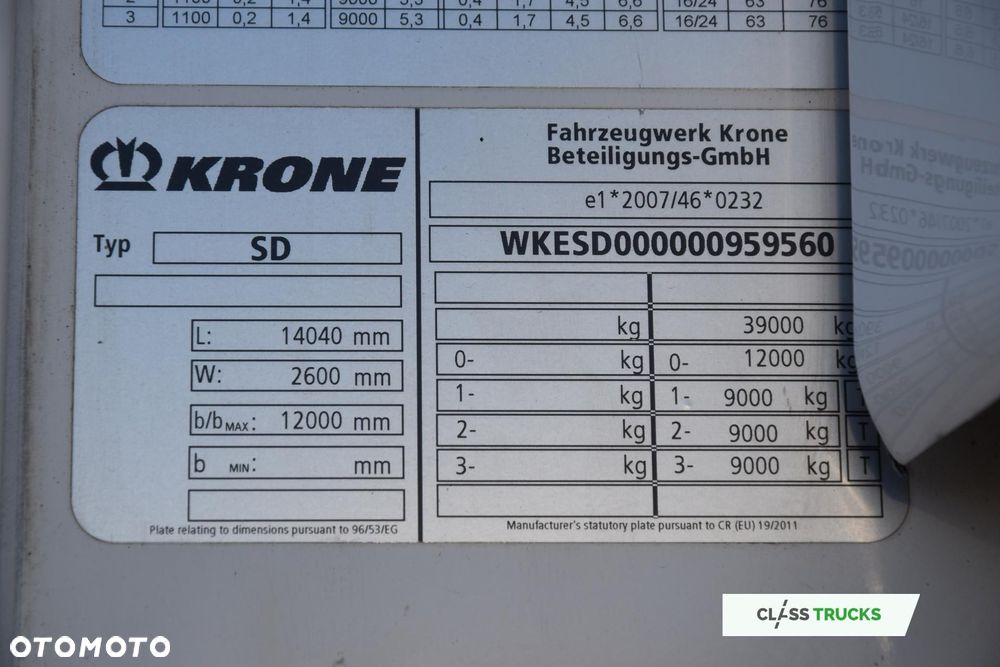 3 1100 0,2 1,4 9000 5,3 0,4 1,7 4,5 6,6 16/24 63 76
KRONE
Typ SD
L: 14040 mm
W: 2600 mm
b/b MAX: 12000 mm
b MIN: mm
Plate relating to dimensions pursuant to 96/53/EG
Fahrzeugwerk Krone
Beteiligungs-GmbH
e1*2007/46*0232
WKESD000000959560
kg 39000 kg
0- kg 0- 12000 kg
1- kg 1- 9000 kg T
2- kg 2- 9000 kg T
3- kg 3- 9000 kg T
Manufacturer's statutory plate pursuant to CR (EU) 19/2011
CLASS TRUCKS
OTOMOTO